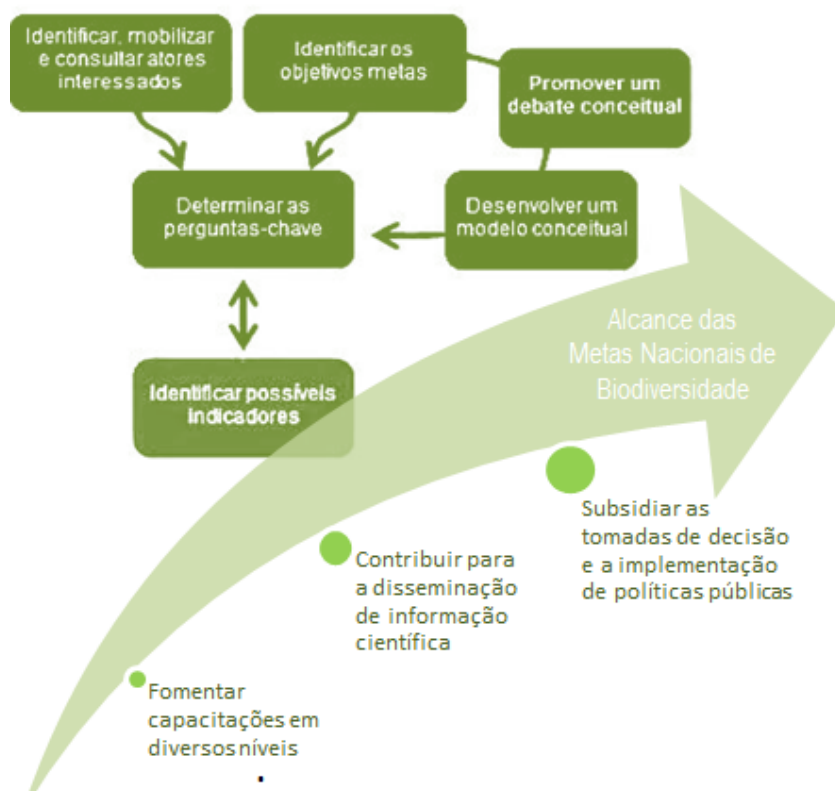 Identificar, mobilizar
e consultar atores
interessados
Identificar os
objetivos metas
Promover um
debate conceitual
Determinar as
perguntas-chave
Desenvolver um
modelo conceitual
Identificar possíveis
indicadores
Alcance das
Metas Nacionais de
Biodiversidade
Subsidiar as
tomadas de decisão
e a implementação
de políticas públicas
Contribuir para
a disseminação
de informação
científica
Fomentar
capacitações em
diversos níveis